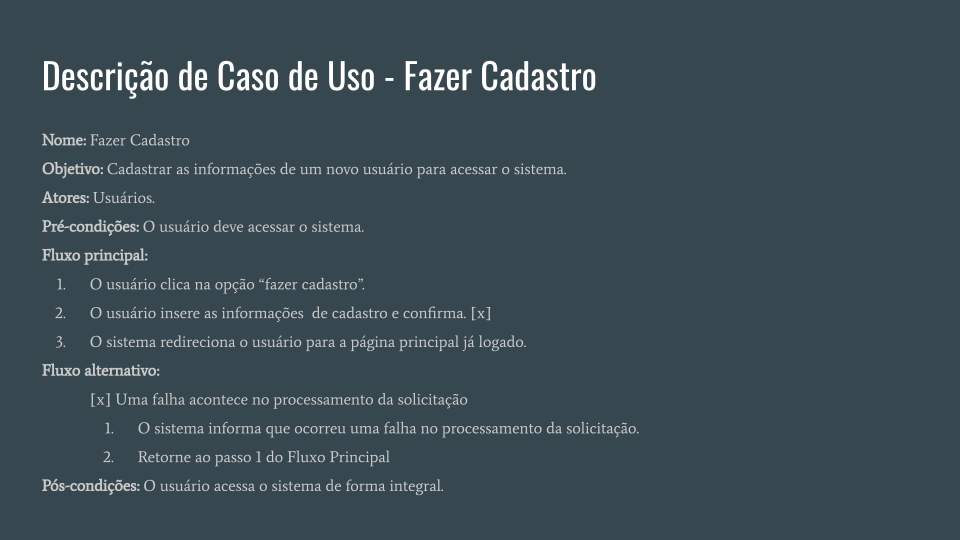 Descrição de Caso de Uso - Fazer Cadastro
Nome: Fazer Cadastro
Objetivo: Cadastrar as informações de um novo usuário para acessar o sistema.
Atores: Usuários.
Pré-condições: O usuário deve acessar o sistema.
Fluxo principal:
1. O usuário clica na opção “fazer cadastro”.
2. O usuário insere as informações  de cadastro e confirma. [x]
3. O sistema redireciona o usuário para a página principal já logado.
Fluxo alternativo:
[x] Uma falha acontece no processamento da solicitação
1. O sistema informa que ocorreu uma falha no processamento da solicitação.
2. Retorne ao passo 1 do Fluxo Principal
Pós-condições: O usuário acessa o sistema de forma integral.